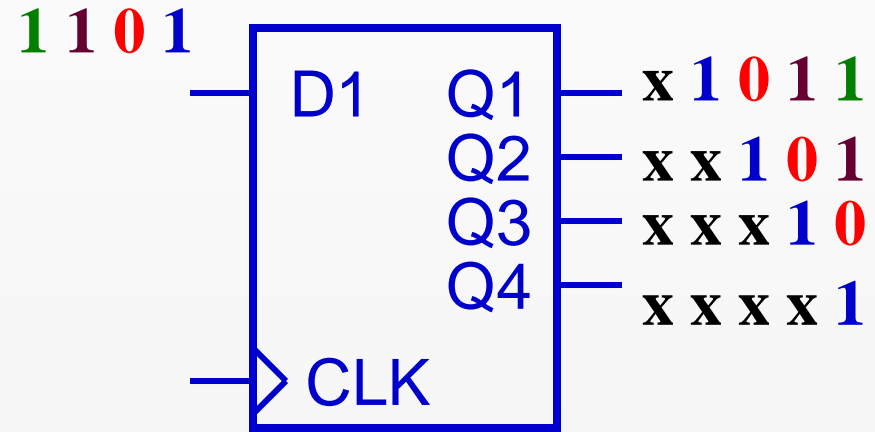 1 1 0 1
D1 Q1 x 1 0 1 1
Q2 x x 1 0 1
Q3 x x x 1 0
Q4 x x x x 1
CLK